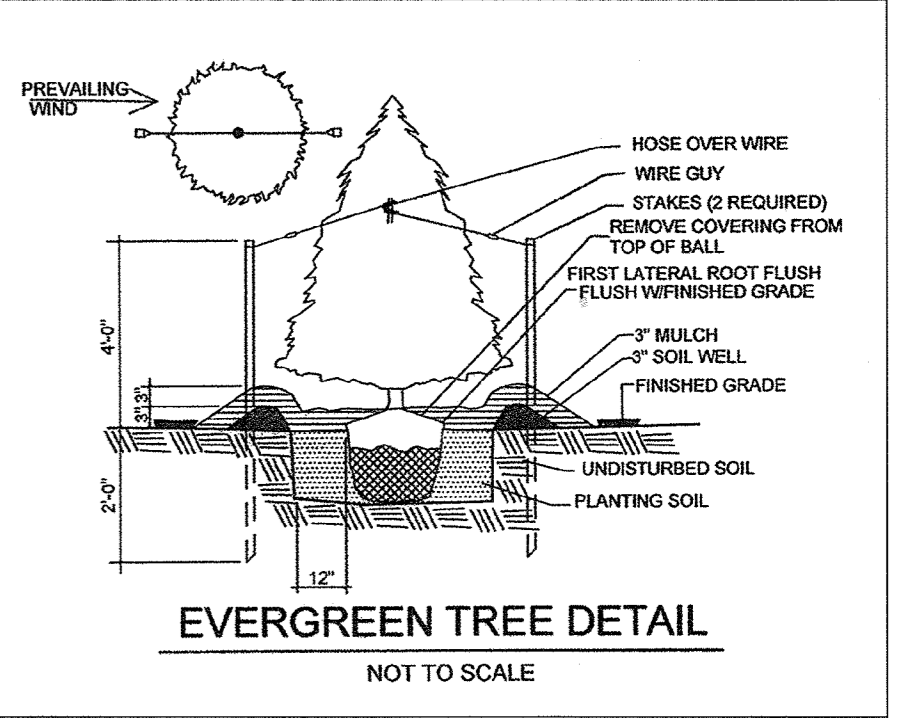 PREVAILING
WIND
HOSE OVER WIRE
WIRE GUY
STAKES (2 REQUIRED)
REMOVE COVERING FROM
TOP OF BALL
FIRST LATERAL ROOT FLUSH
FLUSH W/FINISHED GRADE
3" MULCH
3" SOIL WELL
FINISHED GRADE
4'-0"
3" 3"
2'-0"
UNDISTURBED SOIL
PLANTING SOIL
12"
EVERGREEN TREE DETAIL
NOT TO SCALE